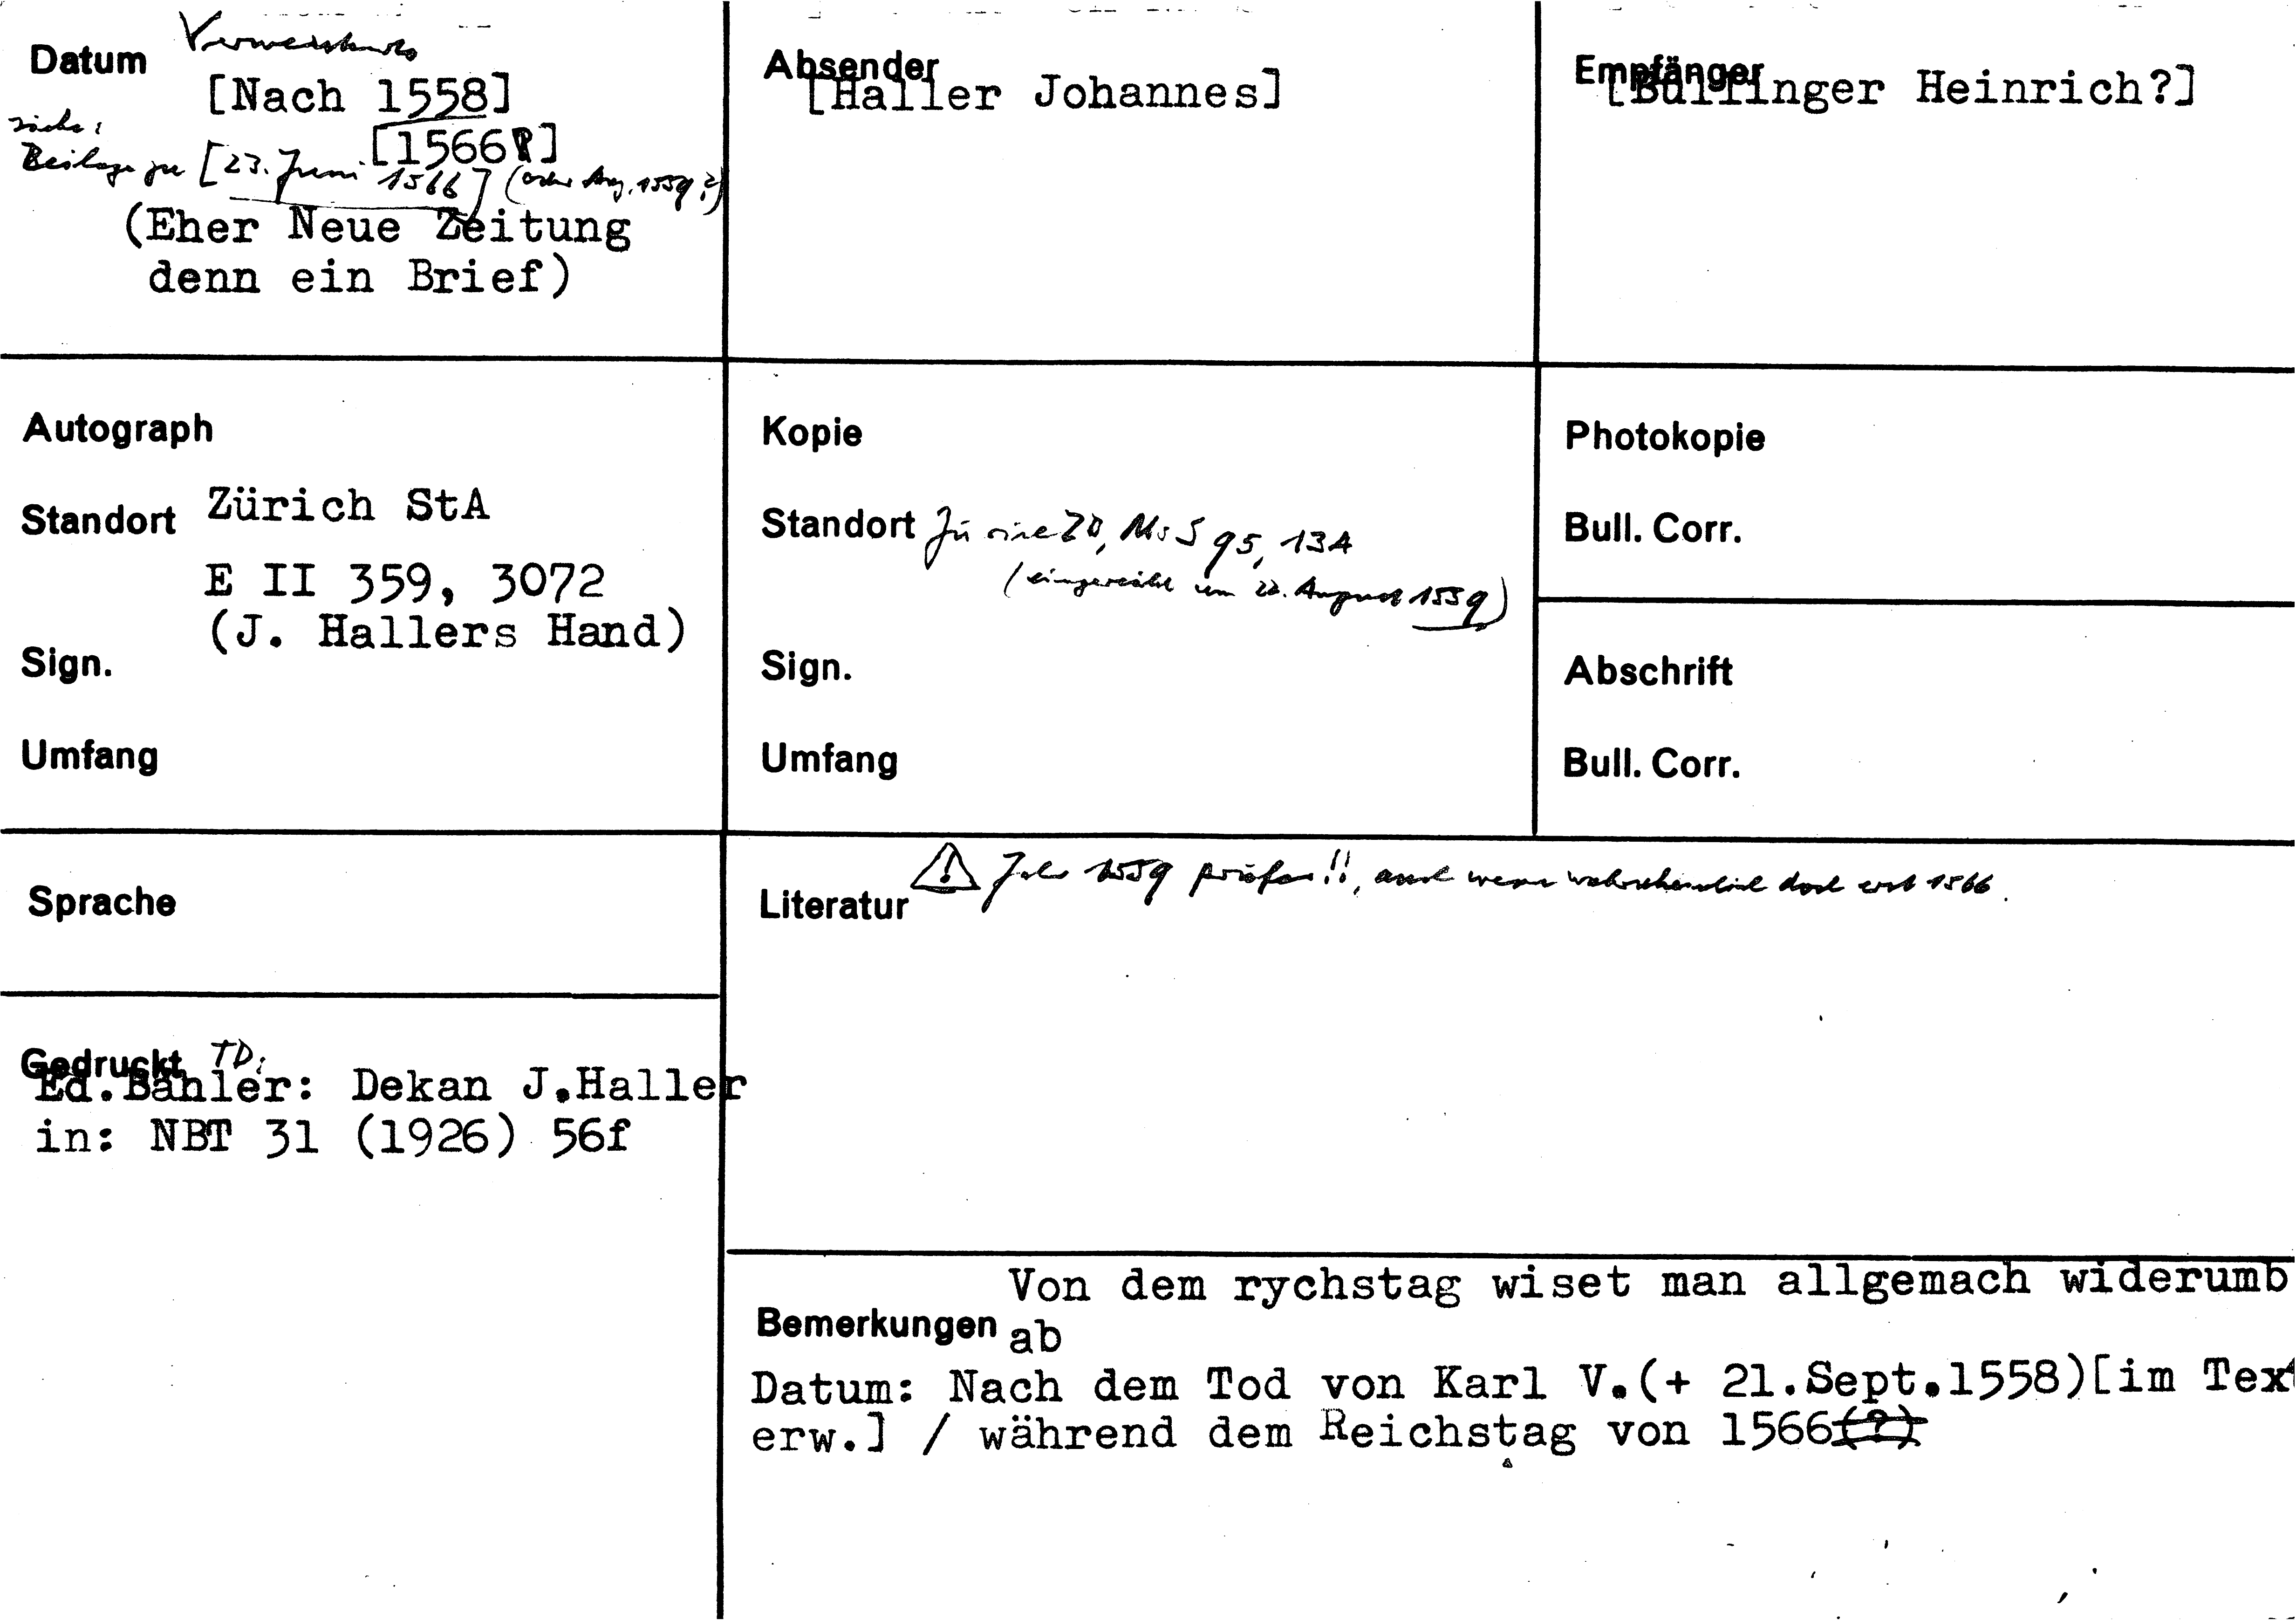 Datum
[Nach 1558]
[1566?]
siehe:
Beilage zu [23. Juni 1566] (oder Aug. 1559?)
(Eher Neue Zeitung
denn ein Brief)
Absender
[Haller Johannes]
Empfänger
[Bullinger Heinrich?]
Autograph
Standort Zürich StA
E II 359, 3072
(J. Hallers Hand)
Sign.
Umfang
Kopie
Standort Zürich ZB, Ms S 95, 134
(eingereiht um 22. August 1559)
Sign.
Umfang
Photokopie
Bull. Corr.
Abschrift
Bull. Corr.
Sprache
Literatur Jahr 1559 prüfen!!, auch wenn wahrscheinlich doch erst 1566.
Gedruckt TD:
Ed.Bähler: Dekan J.Haller
in: NBT 31 (1926) 56f
Von dem rychstag wiset man allgemach widerumb
Bemerkungen ab
Datum: Nach dem Tod von Karl V.(+ 21.Sept.1558)[im Text
erw.] / während dem Reichstag von 1566(?)